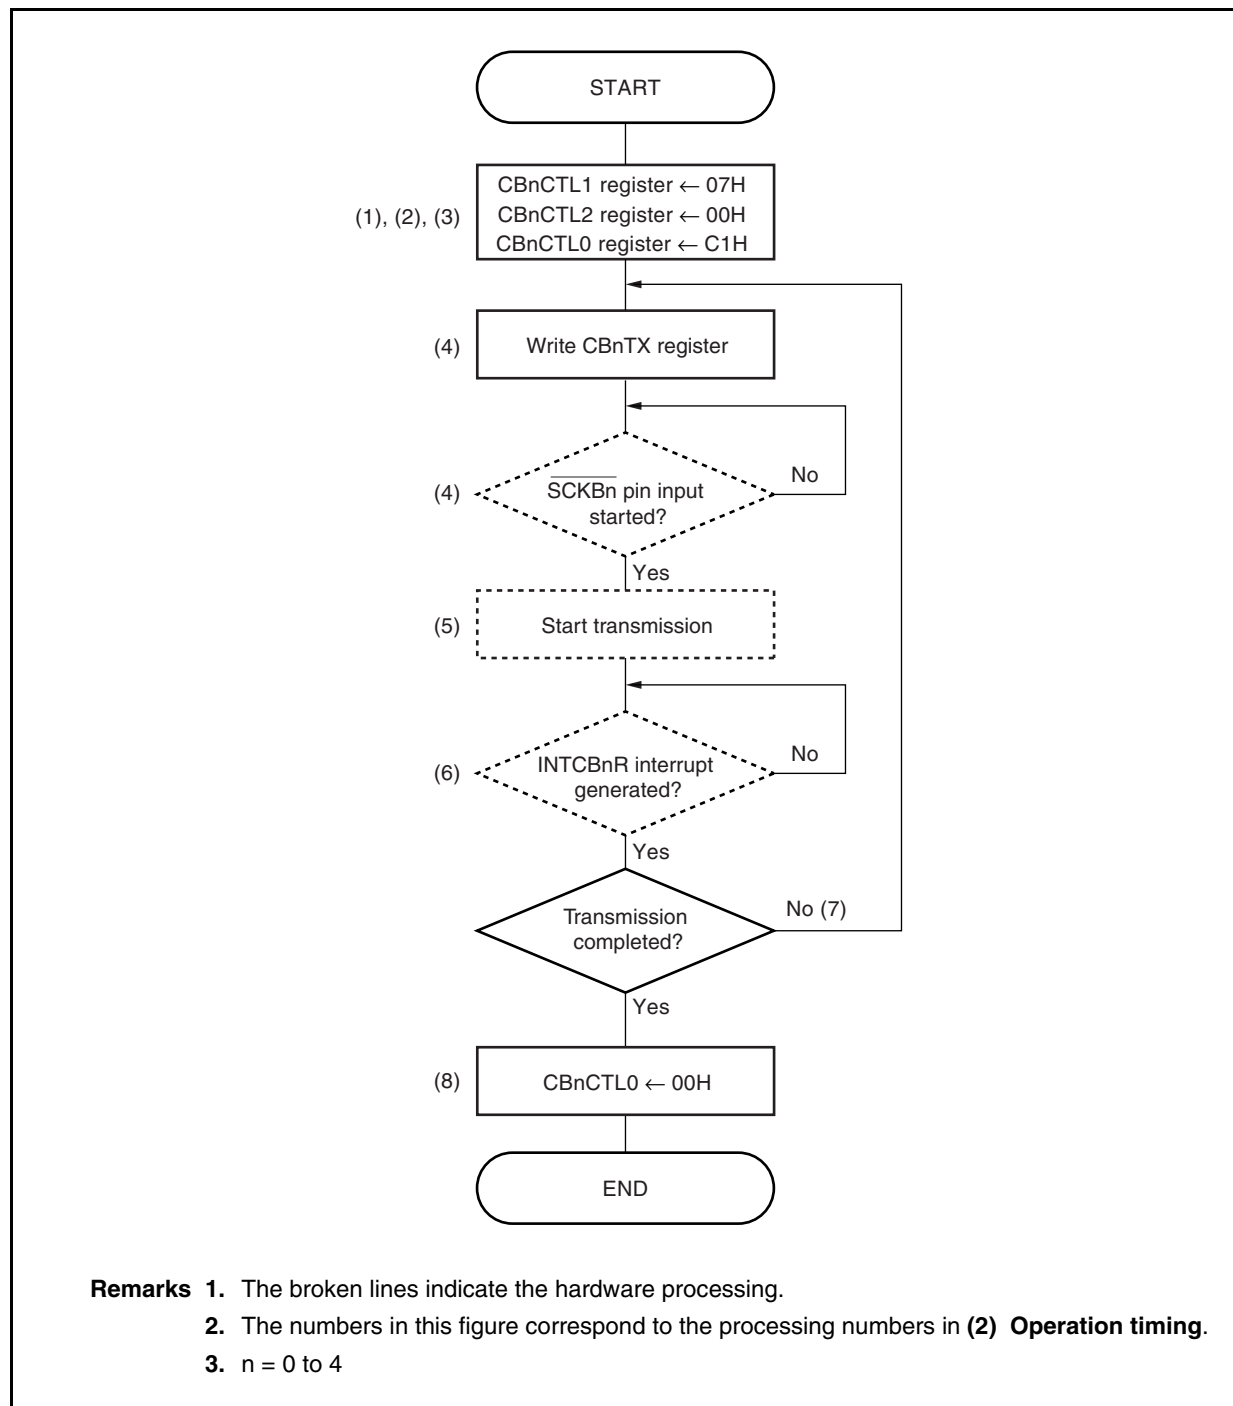 START
(1), (2), (3)
CBnCTL1 register ← 07H
CBnCTL2 register ← 00H
CBnCTL0 register ← C1H
(4)
Write CBnTX register
(4)
SCKBn pin input
started?
No
Yes
(5)
Start transmission
(6)
INTCBnR interrupt
generated?
No
Yes
Transmission
completed?
No (7)
Yes
(8)
CBnCTL0 ← 00H
END
Remarks 1. The broken lines indicate the hardware processing.
2. The numbers in this figure correspond to the processing numbers in (2) Operation timing.
3. n = 0 to 4